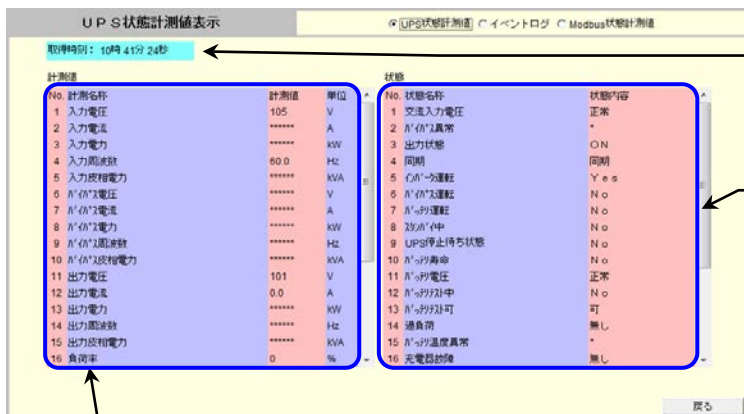 UPS状態計測値表示
UPS状態計測値 イベントログ Modbus状態計測値
取得時刻： 10時 41分 24秒
計測値
No. 計測名称 計測値 単位
1 入力電圧 105 V
2 入力電流 ****** A
3 入力電力 ****** kW
4 入力周波数 60.0 Hz
5 入力皮相電力 ****** kVA
6 ﾊﾞｲﾊﾟｽ電圧 ****** V
7 ﾊﾞｲﾊﾟｽ電流 ****** A
8 ﾊﾞｲﾊﾟｽ電力 ****** kW
9 ﾊﾞｲﾊﾟｽ周波数 ****** Hz
10 ﾊﾞｲﾊﾟｽ皮相電力 ****** kVA
11 出力電圧 101 V
12 出力電流 0.0 A
13 出力電力 ****** kW
14 出力周波数 ****** Hz
15 出力皮相電力 ****** kVA
16 負荷率 0 %
状態
No. 状態名称 状態内容
1 交流入力電圧 正常
2 ﾊﾞｲﾊﾟｽ異常 *
3 出力状態 ON
4 同期 同期
5 ｲﾝﾊﾞｰﾀ運転 Yes
6 ﾊﾞｲﾊﾟｽ運転 No
7 ﾊﾞｯﾃﾘ運転 No
8 ｽﾀﾝﾊﾞｲ中 No
9 UPS停止待ち状態 No
10 ﾊﾞｯﾃﾘ寿命 No
11 ﾊﾞｯﾃﾘ電圧 正常
12 ﾊﾞｯﾃﾘﾃｽﾄ中 No
13 ﾊﾞｯﾃﾘﾃｽﾄ可 可
14 過負荷 無し
15 ﾊﾞｯﾃﾘ温度異常 *
16 充電器故障 無し
戻る